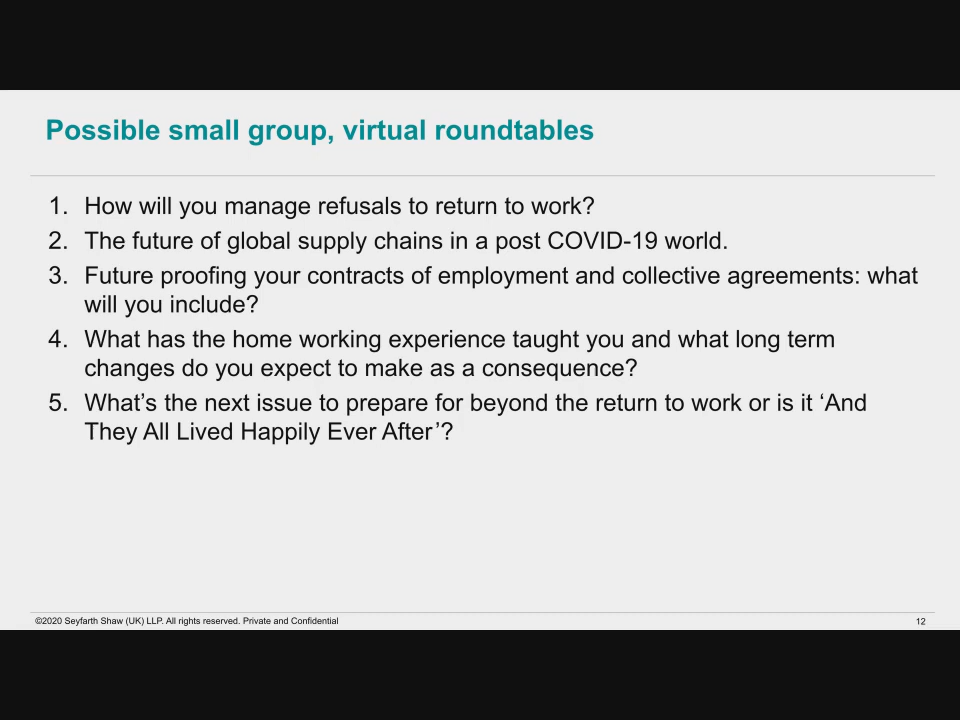 Possible small group, virtual roundtables
1. How will you manage refusals to return to work?
2. The future of global supply chains in a post COVID-19 world.
3. Future proofing your contracts of employment and collective agreements: what
will you include?
4. What has the home working experience taught you and what long term
changes do you expect to make as a consequence?
5. What’s the next issue to prepare for beyond the return to work or is it ‘And
They All Lived Happily Ever After’?
©2020 Seyfarth Shaw (UK) LLP. All rights reserved. Private and Confidential
12